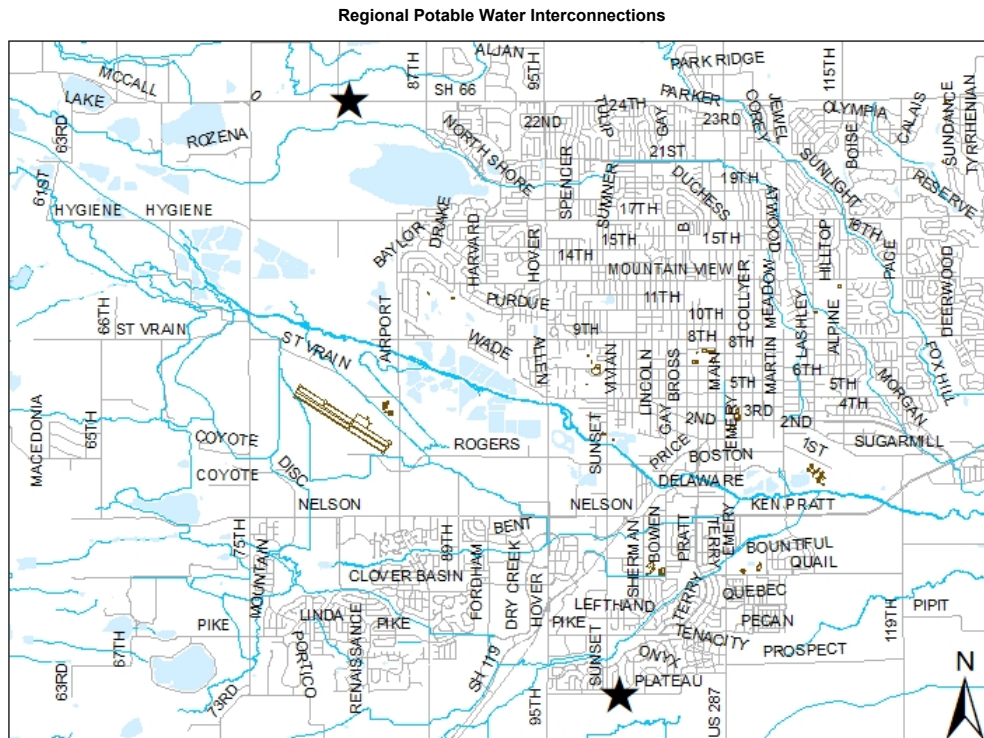 Regional Potable Water Interconnections
ALJAN
PARK RIDGE
MCCALL
87TH
95TH
115TH
SH 66
LAKE
PARKER
TULIP
24TH
GAY
COREY
JEWEL
OLYMPIA
CALAIS
SUNDANCE
TYRRHENIAN
63RD
ROZENA
NORTH SHORE
22ND
23RD
BOISE
21ST
SPENCER
SUMNER
DUCHESS
19TH
SUNLIGHT
RESERVE
61ST
HYGIENE
HYGIENE
DRAKE
BAYLOR
HARVARD
HOVER
17TH
15TH
B
15TH
ATWOOD
HILLTOP
16TH
PACE
DEERWOOD
14TH
MOUNTAIN VIEW
66TH
ST VRAIN
AIRPORT
PURDUE
11TH
10TH
COLLYER
MARTIN
MEADOW
LASHLEY
ALPINE
ST VRAIN
WADE
ALLEN
9TH
VIVIAN
8TH
8TH
MAIN
LINCOLN
BROSS
6TH
5TH
5TH
4TH
FOX HILL
MORGAN
MACEDONIA
65TH
GAY
2ND
EMERY
3RD
2ND
COYOTE
ROGERS
SUNSET
PRICE
BOSTON
1ST
SUGARMILL
COYOTE
DISC
DELAWARE
NELSON
NELSON
KEN PRATT
75TH
MOUNTAIN
89TH
BENT
SHERMAN
BOWEN
PRATT
TERRY
EMERY
BOUNTIFUL
QUAIL
CLOVER BASIN
FORDHAM
DRY CREEK
HOVER
LEFTHAND
TERRY
QUEBEC
PIPIT
67TH
PIKE
LINDA
PIKE
PIKE
PECAN
119TH
PORTICO
RENAISSANCE
TENACITY
PROSPECT
63RD
73RD
SH 119
95TH
SUNSET
ONYX
PLATEAU
US 287
N